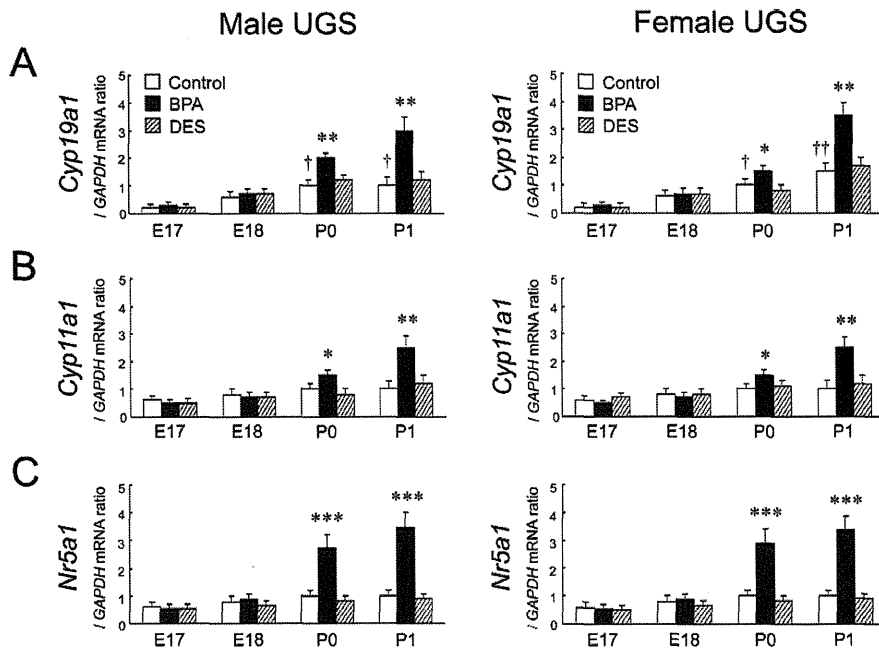 Male UGS
Female UGS
A
Cyp19a1
/ GAPDH mRNA ratio
5
4
3
2
1
0
Control
BPA
DES
†
**
†
**
E17
E18
P0
P1
Cyp19a1
/ GAPDH mRNA ratio
5
4
3
2
1
0
Control
BPA
DES
†
*
††
**
E17
E18
P0
P1
B
Cyp11a1
/ GAPDH mRNA ratio
5
4
3
2
1
0
*
**
E17
E18
P0
P1
Cyp11a1
/ GAPDH mRNA ratio
5
4
3
2
1
0
*
**
E17
E18
P0
P1
C
Nr5a1
/ GAPDH mRNA ratio
5
4
3
2
1
0
***
***
E17
E18
P0
P1
Nr5a1
/ GAPDH mRNA ratio
5
4
3
2
1
0
***
***
E17
E18
P0
P1